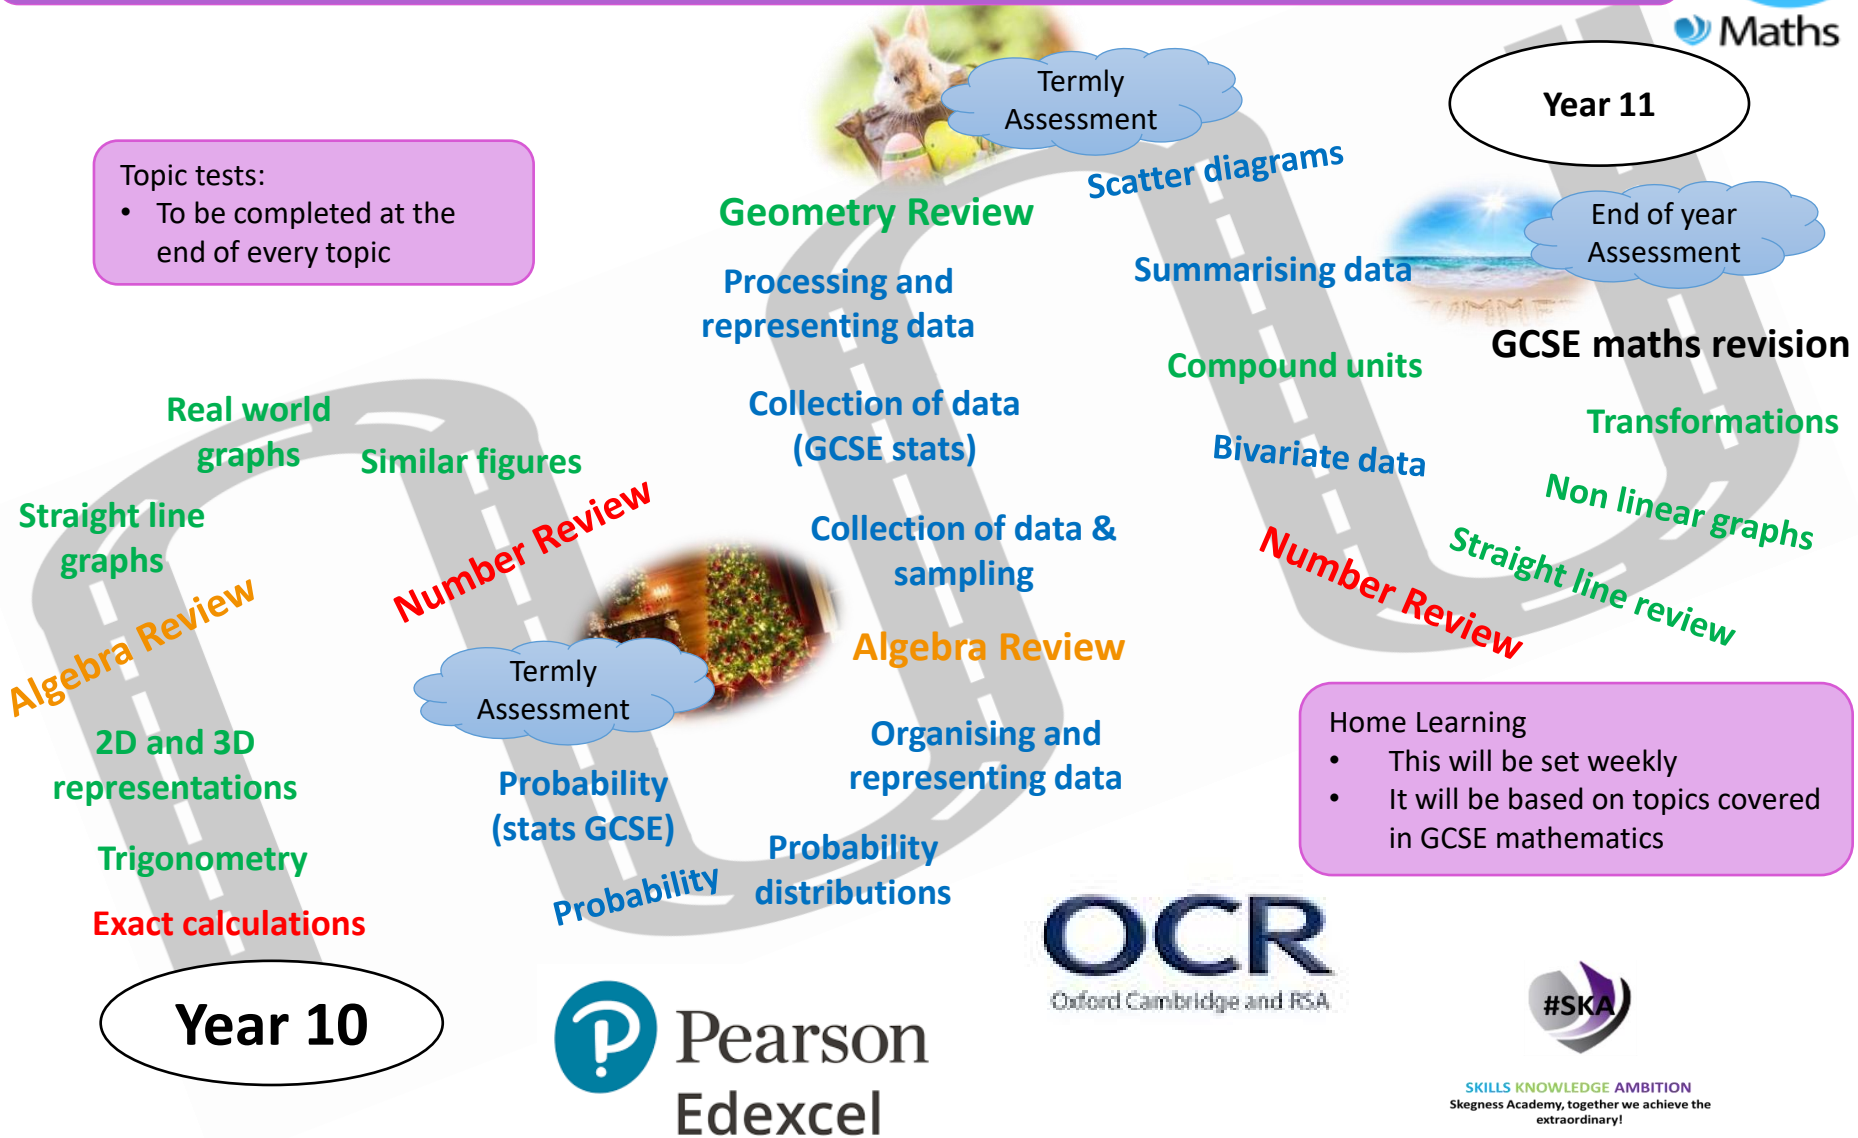 Maths
Termly
Assessment
Year 11
Topic tests:
• To be completed at the
end of every topic
Scatter diagrams
Geometry Review
End of year
Assessment
Processing and
representing data
Summarising data
GCSE maths revision
Compound units
Real world
graphs
Collection of data
(GCSE stats)
Transformations
Similar figures
Bivariate data
Straight line
graphs
Number Review
Non linear graphs
Collection of data &
sampling
Number Review
Straight line review
Algebra Review
Termly
Assessment
Algebra Review
2D and 3D
representations
Organising and
representing data
Home Learning
• This will be set weekly
• It will be based on topics covered
in GCSE mathematics
Probability
(stats GCSE)
Trigonometry
Probability
distributions
Probability
Exact calculations
OCR
Oxford Cambridge and RSA
Year 10
Pearson
Edexcel
#SKA
SKILLS KNOWLEDGE AMBITION
Skegness Academy, together we achieve the
extraordinary!